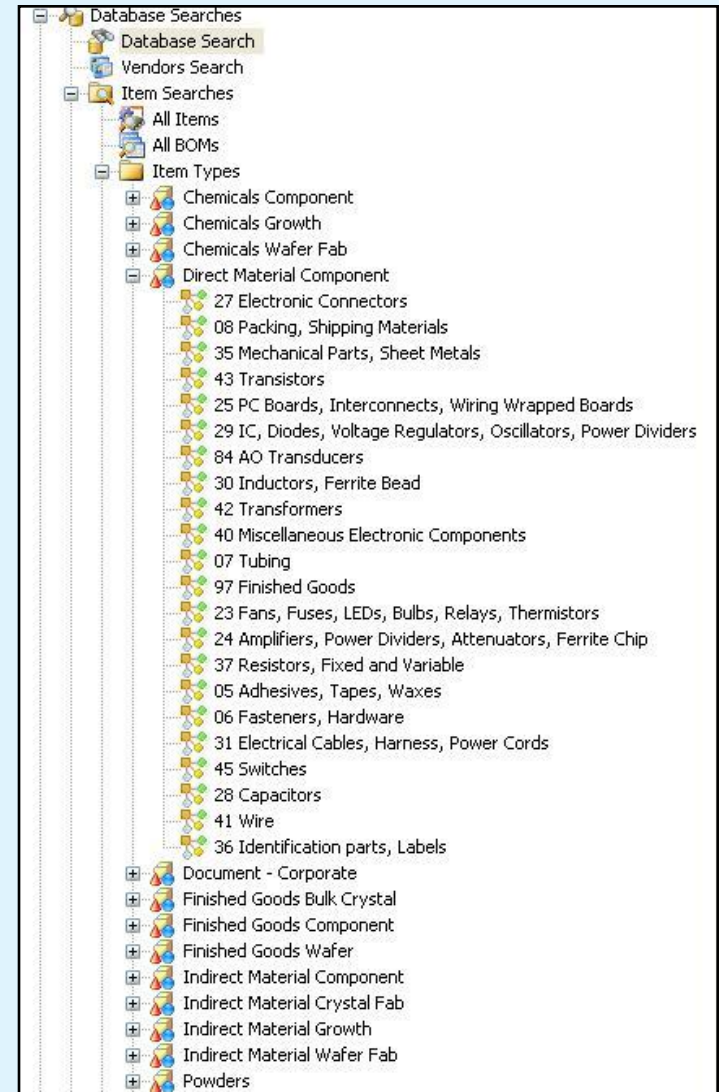 Database Searches
Database Search
Vendors Search
Item Searches
All Items
All BOMs
Item Types
Chemicals Component
Chemicals Growth
Chemicals Wafer Fab
Direct Material Component
27 Electronic Connectors
08 Packing, Shipping Materials
35 Mechanical Parts, Sheet Metals
43 Transistors
25 PC Boards, Interconnects, Wiring Wrapped Boards
29 IC, Diodes, Voltage Regulators, Oscillators, Power Dividers
84 AO Transducers
30 Inductors, Ferrite Bead
42 Transformers
40 Miscellaneous Electronic Components
07 Tubing
97 Finished Goods
23 Fans, Fuses, LEDs, Bulbs, Relays, Thermistors
24 Amplifiers, Power Dividers, Attenuators, Ferrite Chip
37 Resistors, Fixed and Variable
05 Adhesives, Tapes, Waxes
06 Fasteners, Hardware
31 Electrical Cables, Harness, Power Cords
45 Switches
28 Capacitors
41 Wire
36 Identification parts, Labels
Document - Corporate
Finished Goods Bulk Crystal
Finished Goods Component
Finished Goods Wafer
Indirect Material Component
Indirect Material Crystal Fab
Indirect Material Growth
Indirect Material Wafer Fab
Powders